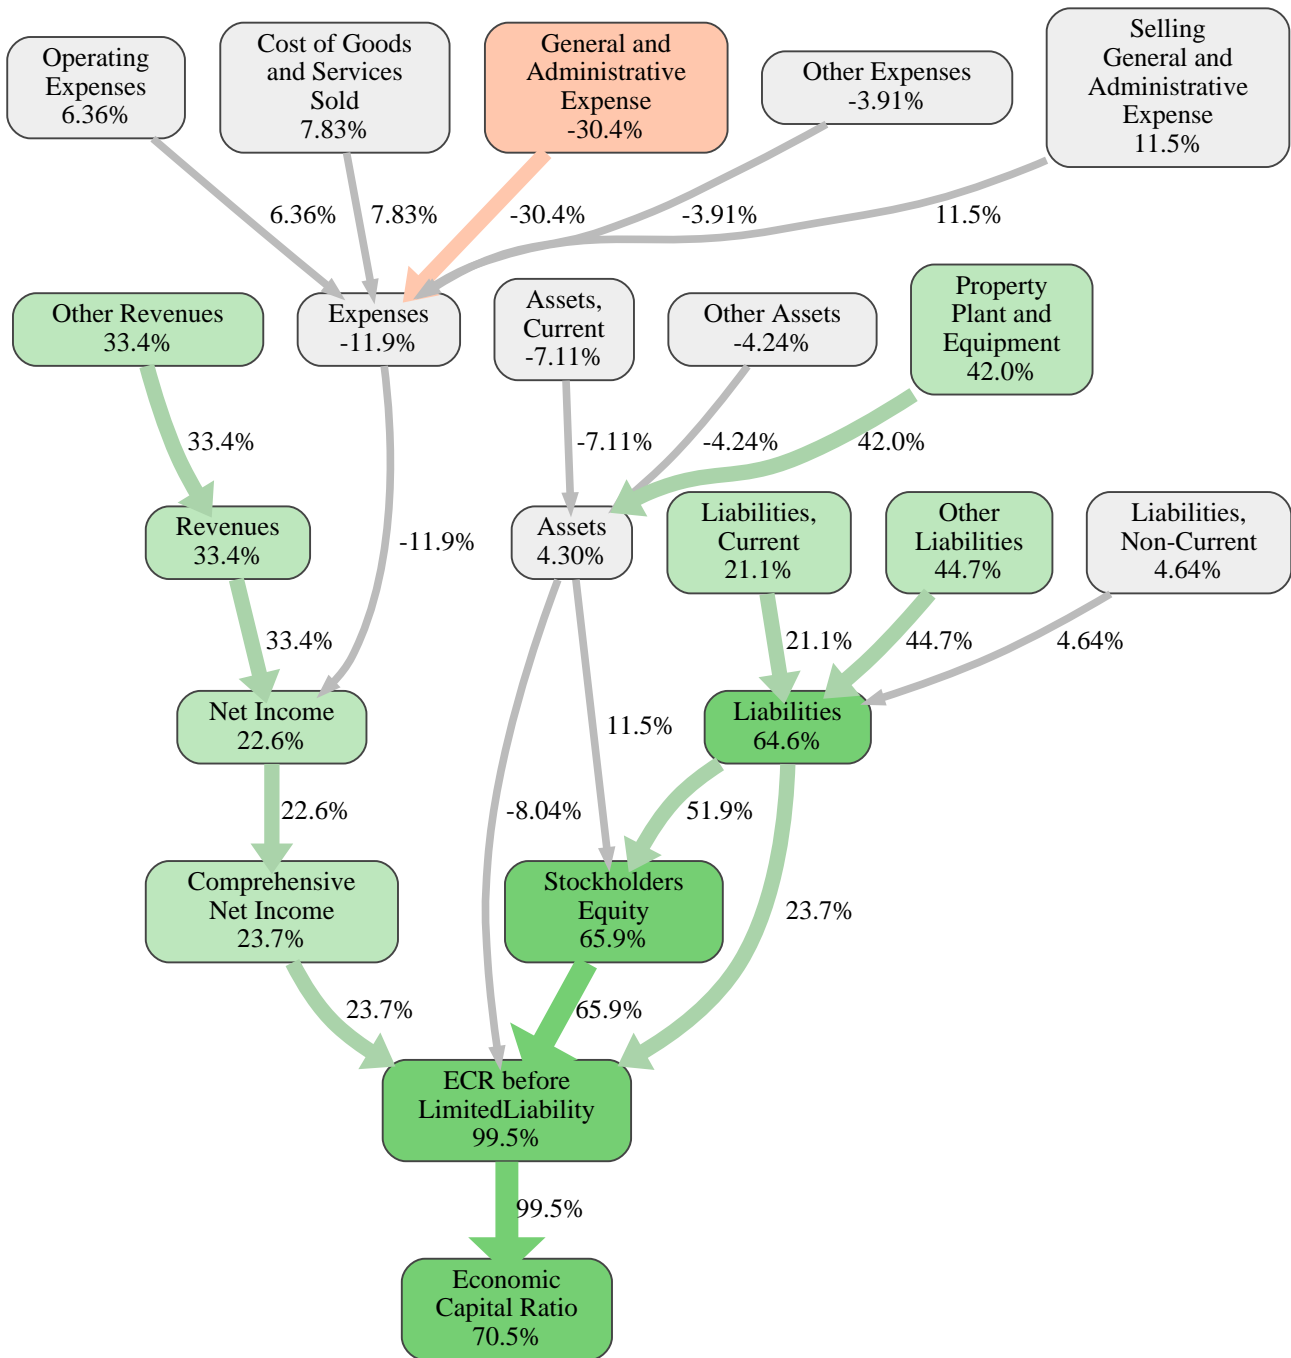 Operating
Expenses
6.36%
Cost of Goods
and Services
Sold
7.83%
General and
Administrative
Expense
-30.4%
Other Expenses
-3.91%
Selling
General and
Administrative
Expense
11.5%
6.36%
7.83%
-30.4%
-3.91%
11.5%
Other Revenues
33.4%
Expenses
-11.9%
Assets,
Current
-7.11%
Other Assets
-4.24%
Property
Plant and
Equipment
42.0%
33.4%
-7.11%
-4.24%
42.0%
Revenues
33.4%
-11.9%
Assets
4.30%
Liabilities,
Current
21.1%
Other
Liabilities
44.7%
Liabilities,
Non-Current
4.64%
33.4%
21.1%
44.7%
4.64%
Net Income
22.6%
11.5%
Liabilities
64.6%
22.6%
-8.04%
51.9%
Comprehensive
Net Income
23.7%
Stockholders
Equity
65.9%
23.7%
23.7%
65.9%
ECR before
LimitedLiability
99.5%
99.5%
Economic
Capital Ratio
70.5%